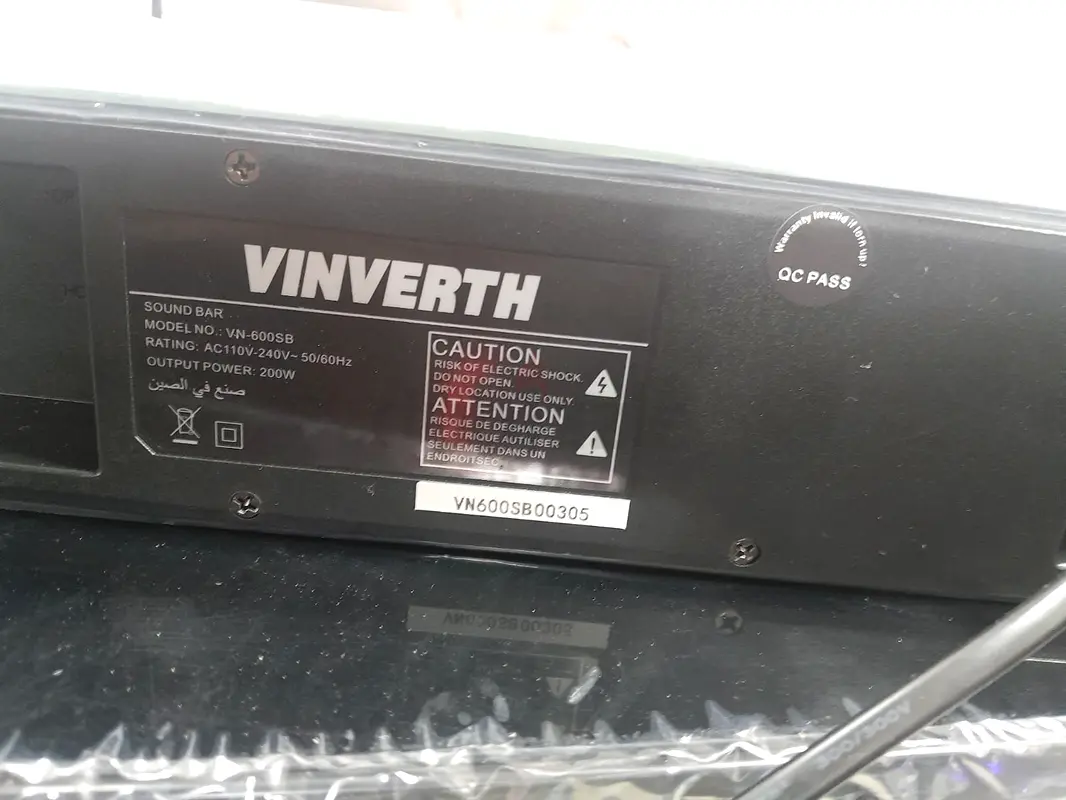 VINVERTH
SOUND BAR
MODEL NO.: VN-600SB
RATING: AC110V-240V~ 50/60Hz
OUTPUT POWER: 200W
صنع في الصين
CAUTION
RISK OF ELECTRIC SHOCK.
DO NOT OPEN.
DRY LOCATION USE ONLY.
ATTENTION
RISQUE DE DEGHARGE
ELECTRIQUE AUTILISER
SEULEMENT DANS UN
ENDROITSEC.
VN600SB00305
Warranty Invalid if torn up!
QC PASS